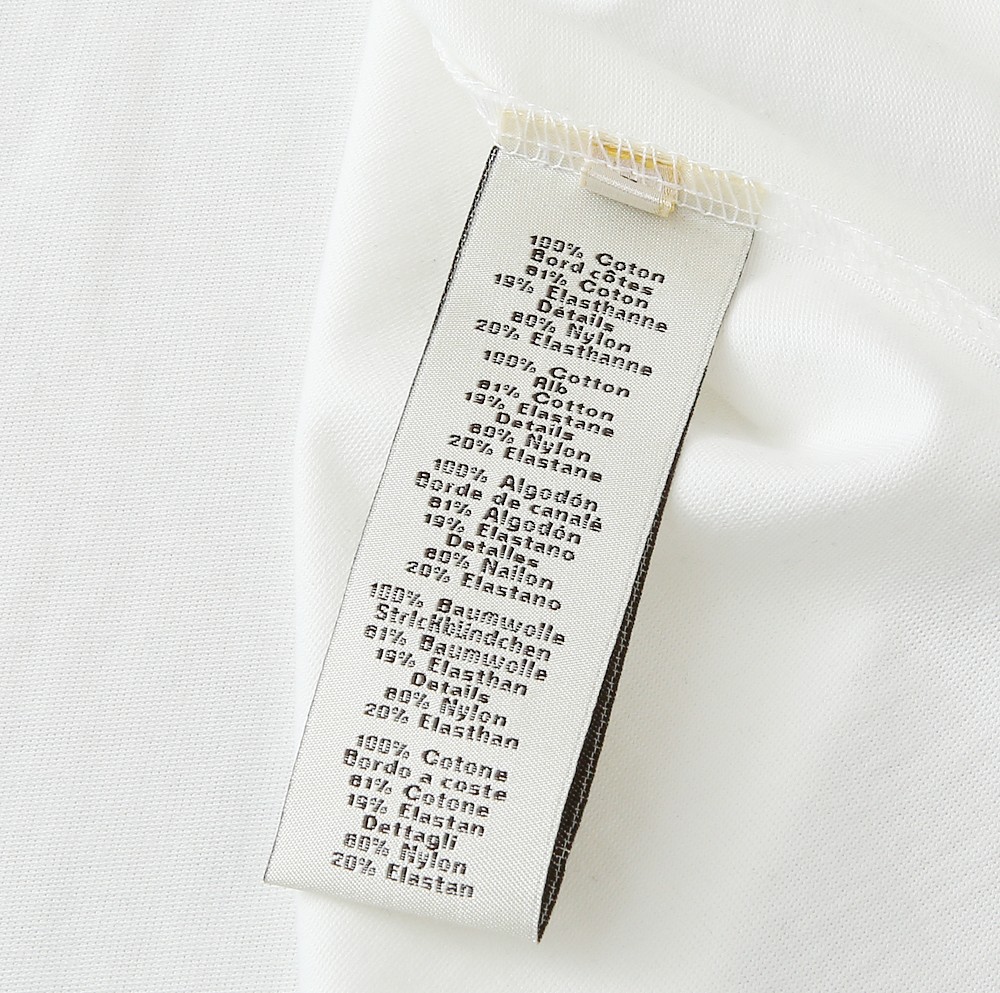 100% Coton
Bord côtes
81% Coton
19% Elasthanne
Détails
80% Nylon
20% Elasthanne
100% Cotton
Rib
81% Cotton
19% Elastane
Details
80% Nylon
20% Elastane
100% Algodón
Borde de canalé
81% Algodón
19% Elastano
Detalles
80% Nailon
20% Elastano
100% Baumwolle
Strickbündchen
81% Baumwolle
19% Elasthan
Details
80% Nylon
20% Elasthan
100% Cotone
Bordo a coste
81% Cotone
19% Elastan
Dettagli
80% Nylon
20% Elastan